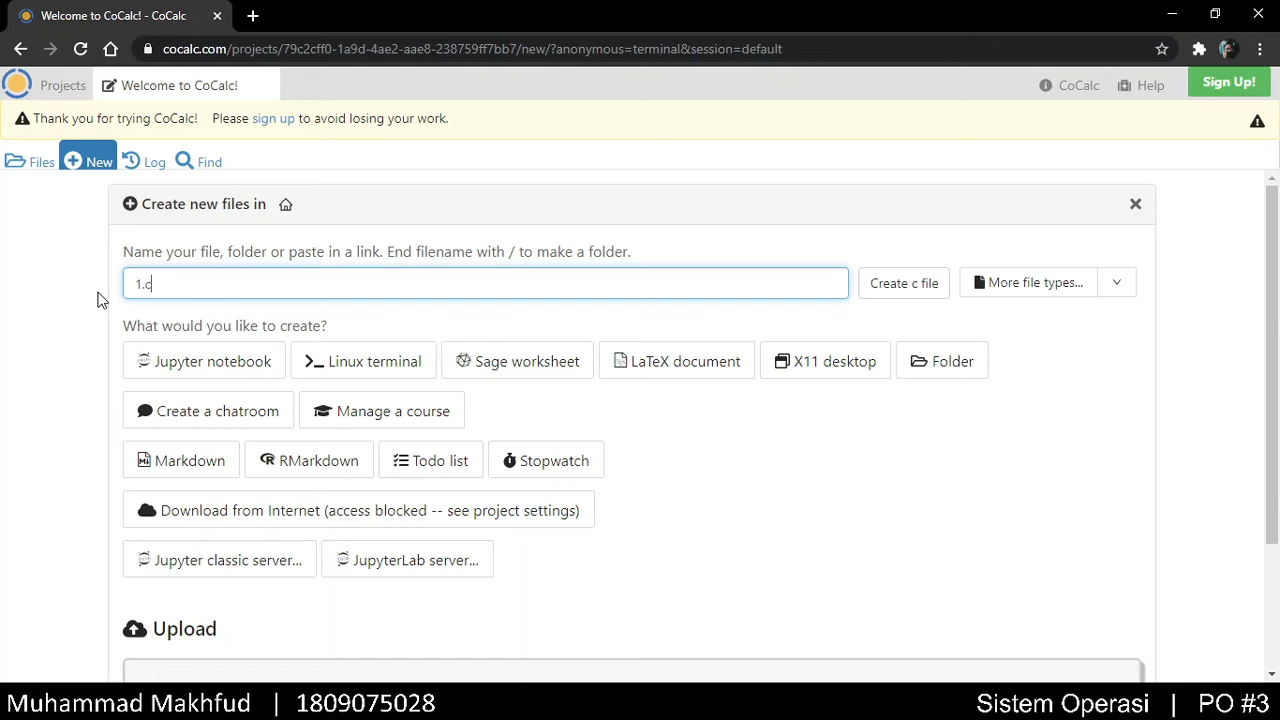 Welcome to CoCalc! - CoCalc
cocalc.com/projects/79c2cff0-1a9d-4ae2-aae8-238759ff7bb7/new/?anonymous=terminal&session=default
Projects Welcome to CoCalc! CoCalc Help Sign Up!
Thank you for trying CoCalc! Please sign up to avoid losing your work.
Files New Log Find
Create new files in
Name your file, folder or paste in a link. End filename with / to make a folder.
1.c Create c file More file types...
What would you like to create?
Jupyter notebook Linux terminal Sage worksheet LaTeX document X11 desktop Folder
Create a chatroom Manage a course
Markdown RMarkdown Todo list Stopwatch
Download from Internet (access blocked -- see project settings)
Jupyter classic server... JupyterLab server...
Upload
Muhammad Makhfud | 1809075028 Sistem Operasi | PO #3